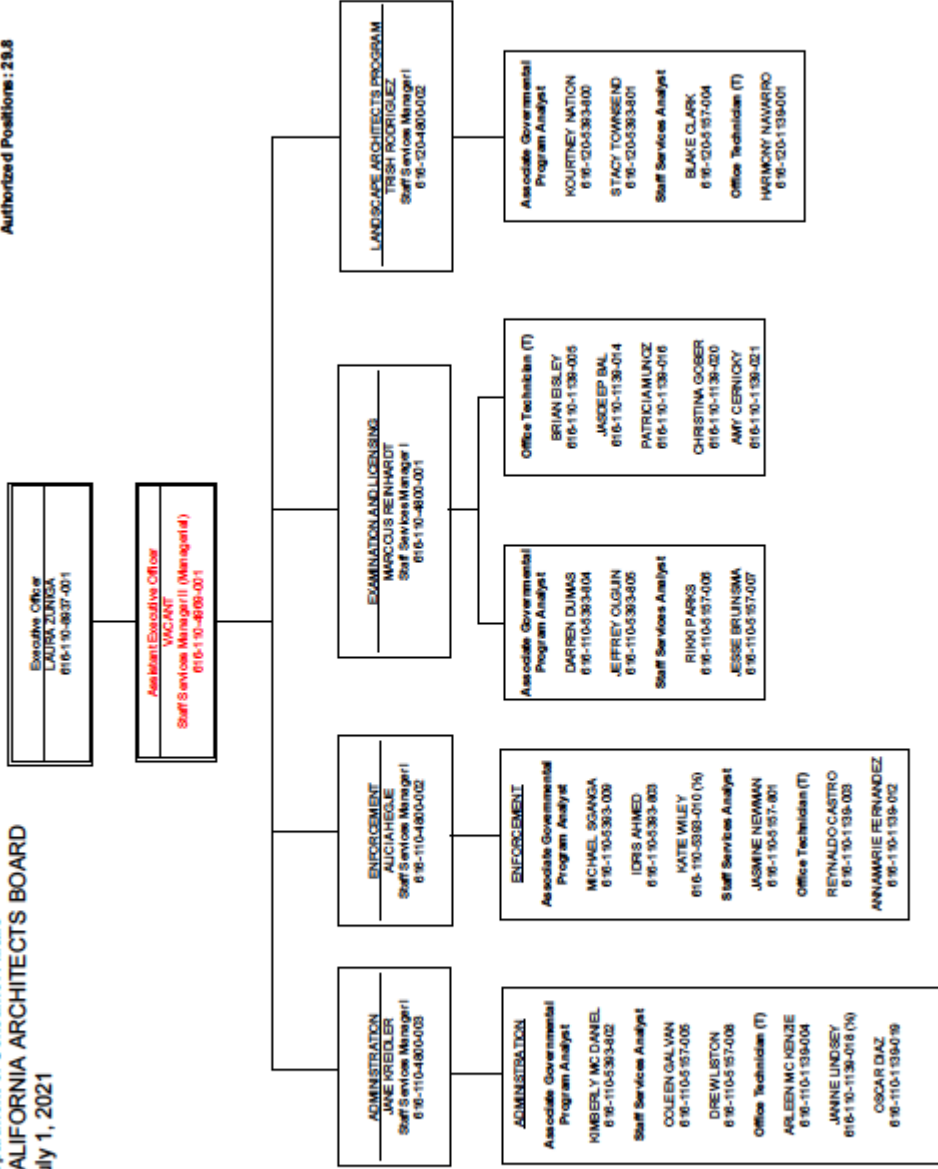 ALIFORNIA ARCHITECTS BOARD
uly 1, 2021
Authorized Positions: 29.8
Executive Officer
LAURA ZUNIGA
616-110-8937-001
Assistant Executive Officer
VACANT
Staff Services Manager II (Managerial)
616-110-4969-001
ADMINISTRATION
JANE KREIDLER
Staff Services Manager I
616-110-4800-003
ENFORCEMENT
ALICIA HEGJE
Staff Services Manager I
616-110-4800-002
EXAMINATION AND LICENSING
MARCCUS REINHARDT
Staff Services Manager I
616-110-4800-001
LANDSCAPE ARCHITECTS PROGRAM
TRISH RODRIGUEZ
Staff Services Manager I
616-120-4800-002
ADMINISTRATION
Associate Governmental
Program Analyst
KIMBERLY MC DANIEL
616-110-5393-802
Staff Services Analyst
COLEEN GALVAN
616-110-5157-005
DREW LISTON
616-110-5157-008
Office Technician (T)
ARLEEN MC KENZIE
616-110-1139-004
JANINE LINDSEY
616-110-1139-018 (½)
OSCAR DIAZ
616-110-1139-019
ENFORCEMENT
Associate Governmental
Program Analyst
MICHAEL SGANGA
616-110-5393-009
IDRIS AHMED
616-110-5393-803
KATIE WILEY
616-110-5393-010 (½)
Staff Services Analyst
JASMINE NEWMAN
616-110-5157-801
Office Technician (T)
REYNALDO CASTRO
616-110-1139-003
ANNAMARIE FERNANDEZ
616-110-1139-012
Associate Governmental
Program Analyst
DARREN DUMAS
616-110-5393-804
JEFFREY OLGUIN
616-110-5393-805
Staff Services Analyst
RIKKI PARKS
616-110-5157-006
JESSE BRUINSMA
616-110-5157-007
Office Technician (T)
BRIAN EISLEY
616-110-1139-005
JASDEEP BAL
616-110-1139-014
PATRICIA MUNOZ
616-110-1139-016
CHRISTINA GOBER
616-110-1139-020
AMY CERNICKY
616-110-1139-021
Associate Governmental
Program Analyst
KOURTNEY NATION
616-120-5393-800
STACY TOWNSEND
616-120-5393-801
Staff Services Analyst
BLAKE CLARK
616-120-5157-004
Office Technician (T)
HARMONY NAVARRO
616-120-1139-001